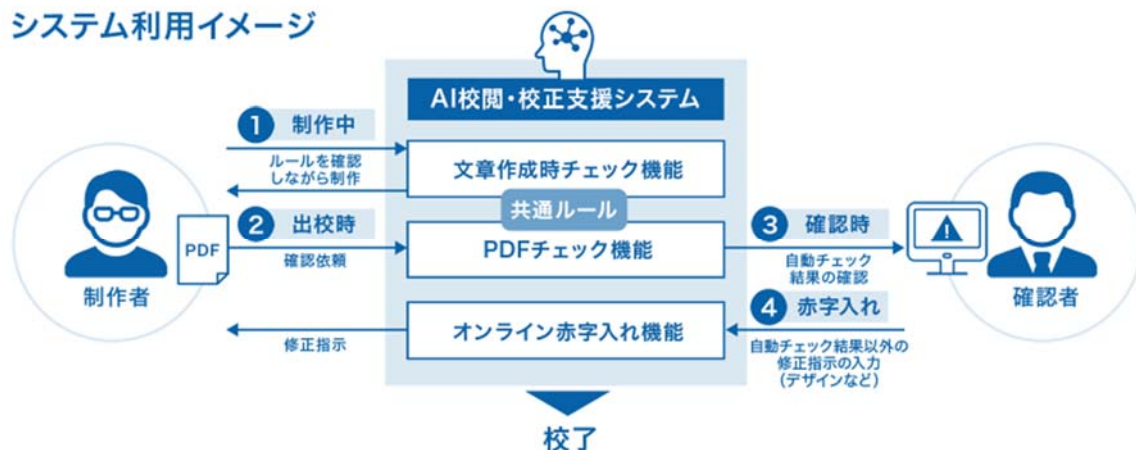 システム利用イメージ
AI校閲・校正支援システム
1 制作中
ルールを確認
しながら制作
文章作成時チェック機能
共通ルール
制作者
PDF
2 出校時
確認依頼
PDFチェック機能
3 確認時
自動チェック
結果の確認
確認者
4 赤字入れ
自動チェック結果以外の
修正指示の入力
(デザインなど)
オンライン赤字入れ機能
修正指示
校了